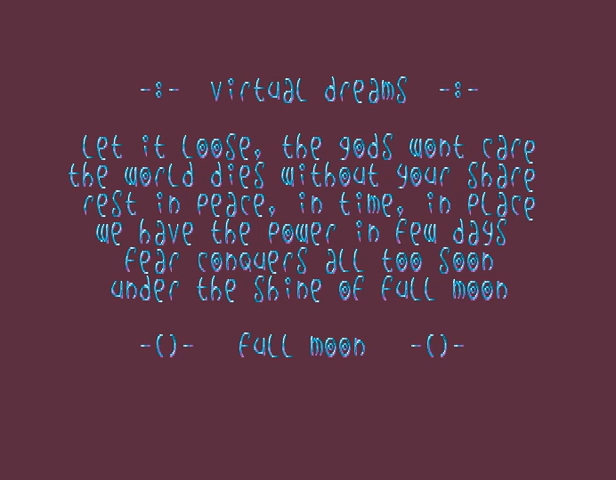 -:- virtual dreams -:-
let it loose, the gods wont care
the world dies without your share
rest in peace, in time, in place
we have the power in few days
fear conquers all too soon
under the shine of full moon
-()- full moon -()-